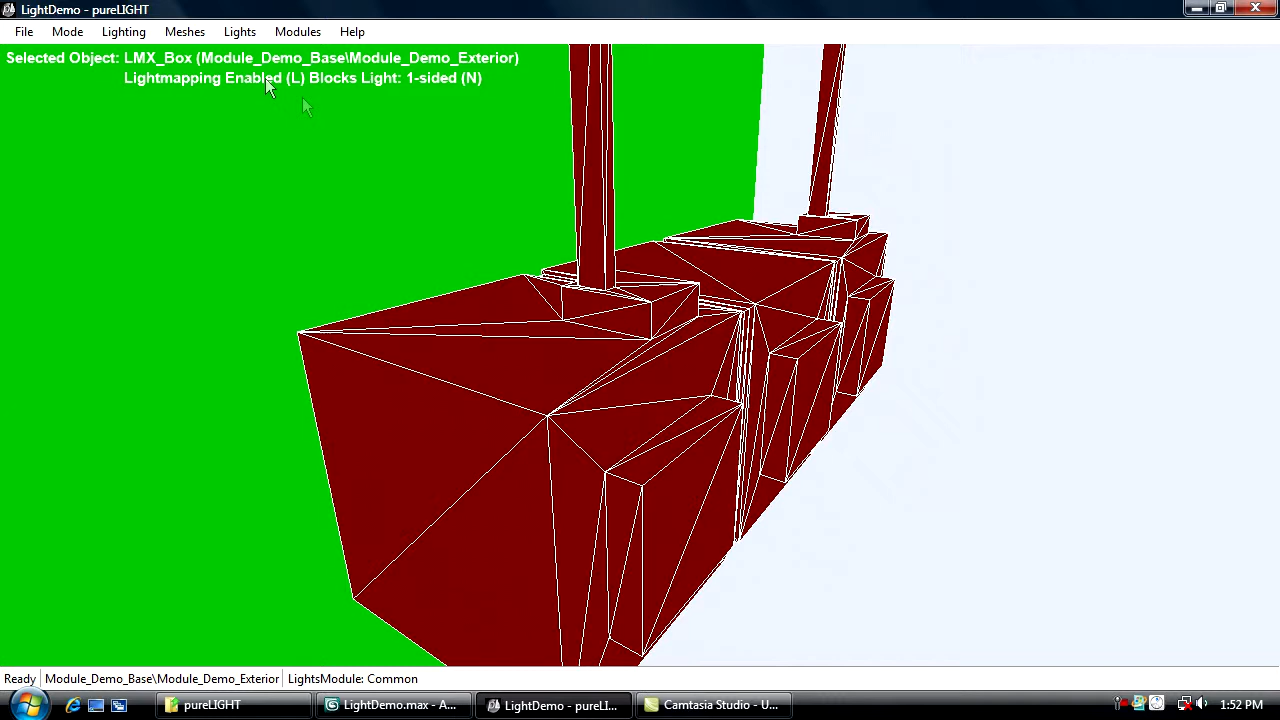 LightDemo - pureLIGHT
File Mode Lighting Meshes Lights Modules Help
Selected Object: LMX_Box (Module_Demo_Base\Module_Demo_Exterior)
Lightmapping Enabled (L) Blocks Light: 1-sided (N)
Ready Module_Demo_Base\Module_Demo_Exterior LightsModule: Common
pureLIGHT LightDemo.max - A... LightDemo - pureLI... Camtasia Studio - U... 1:52 PM